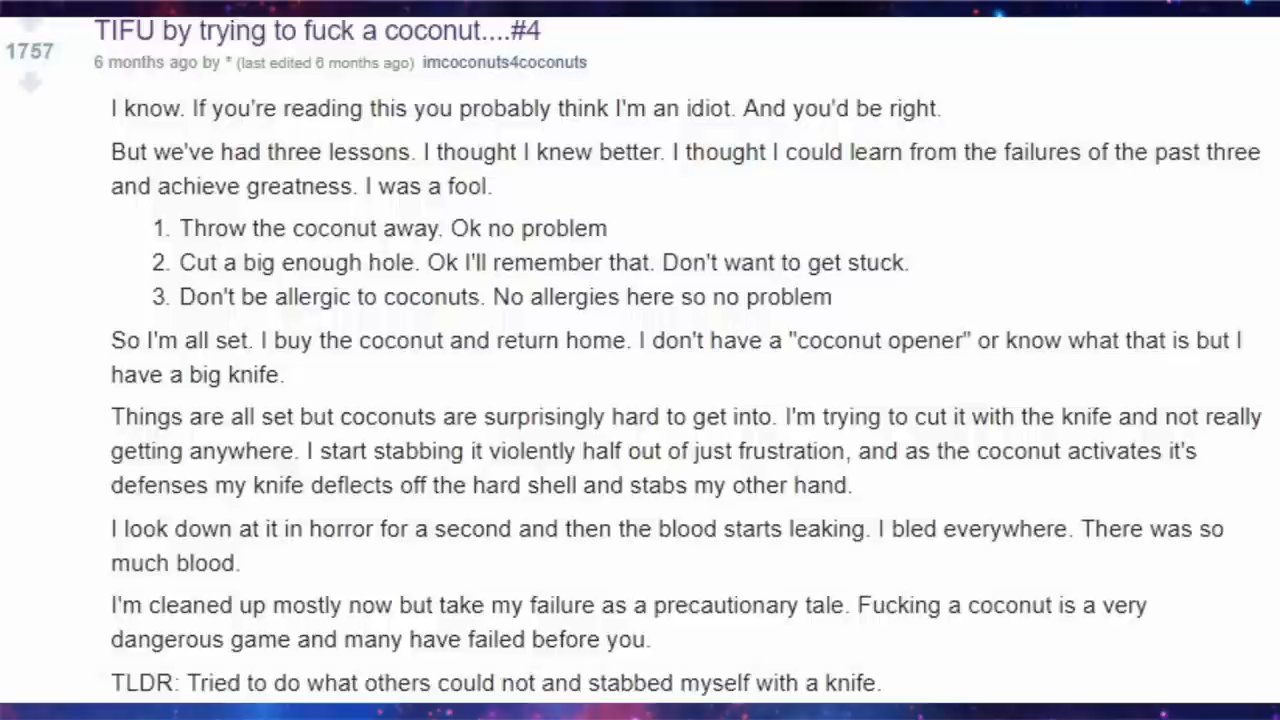 TIFU by trying to fuck a coconut....#4
1757
6 months ago by * (last edited 6 months ago) imcoconuts4coconuts
I know. If you're reading this you probably think I'm an idiot. And you'd be right.
But we've had three lessons. I thought I knew better. I thought I could learn from the failures of the past three
and achieve greatness. I was a fool.
1. Throw the coconut away. Ok no problem
2. Cut a big enough hole. Ok I'll remember that. Don't want to get stuck.
3. Don't be allergic to coconuts. No allergies here so no problem
So I'm all set. I buy the coconut and return home. I don't have a "coconut opener" or know what that is but I
have a big knife.
Things are all set but coconuts are surprisingly hard to get into. I'm trying to cut it with the knife and not really
getting anywhere. I start stabbing it violently half out of just frustration, and as the coconut activates it's
defenses my knife deflects off the hard shell and stabs my other hand.
I look down at it in horror for a second and then the blood starts leaking. I bled everywhere. There was so
much blood.
I'm cleaned up mostly now but take my failure as a precautionary tale. Fucking a coconut is a very
dangerous game and many have failed before you.
TLDR: Tried to do what others could not and stabbed myself with a knife.